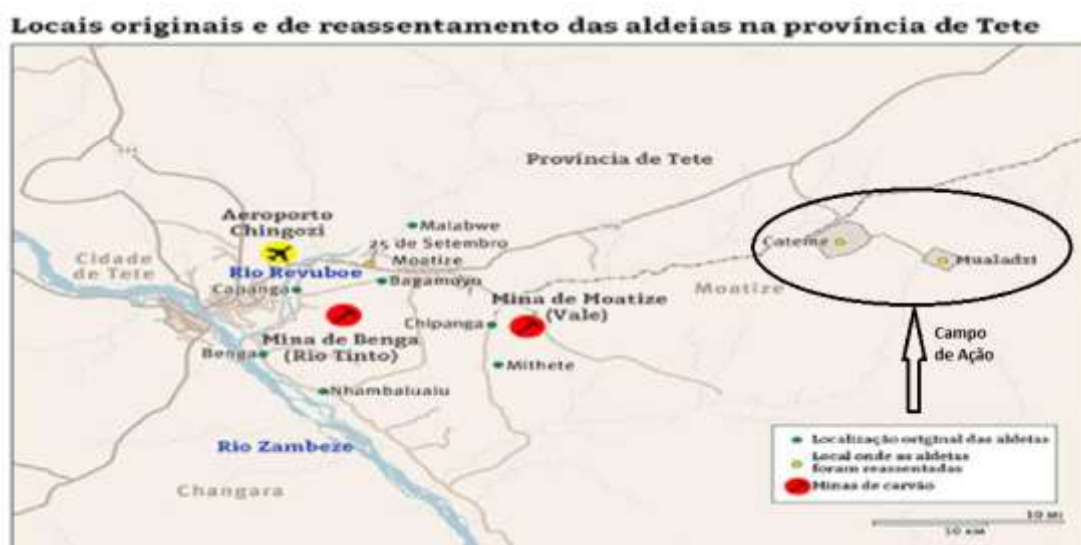 Locais originais e de reassentamento das aldeias na província de Tete
Província de Tete
Aeroporto
Chingozi
Malabwe
25 de Setembro
Moatize
Cateme
Mualadzi
Cidade
de Tete
Rio Revuboe
Capanga
Bagamoyo
Moatize
Mina de Moatize
(Vale)
Chipanga
Mina de Benga
(Rio Tinto)
Benga
Mithete
Nhambalualu
Campo
de Ação
Rio Zambeze
Changara
Localização original das aldeias
Local onde as aldeias
foram reassentadas
Minas de carvão
10 MI
10 KM